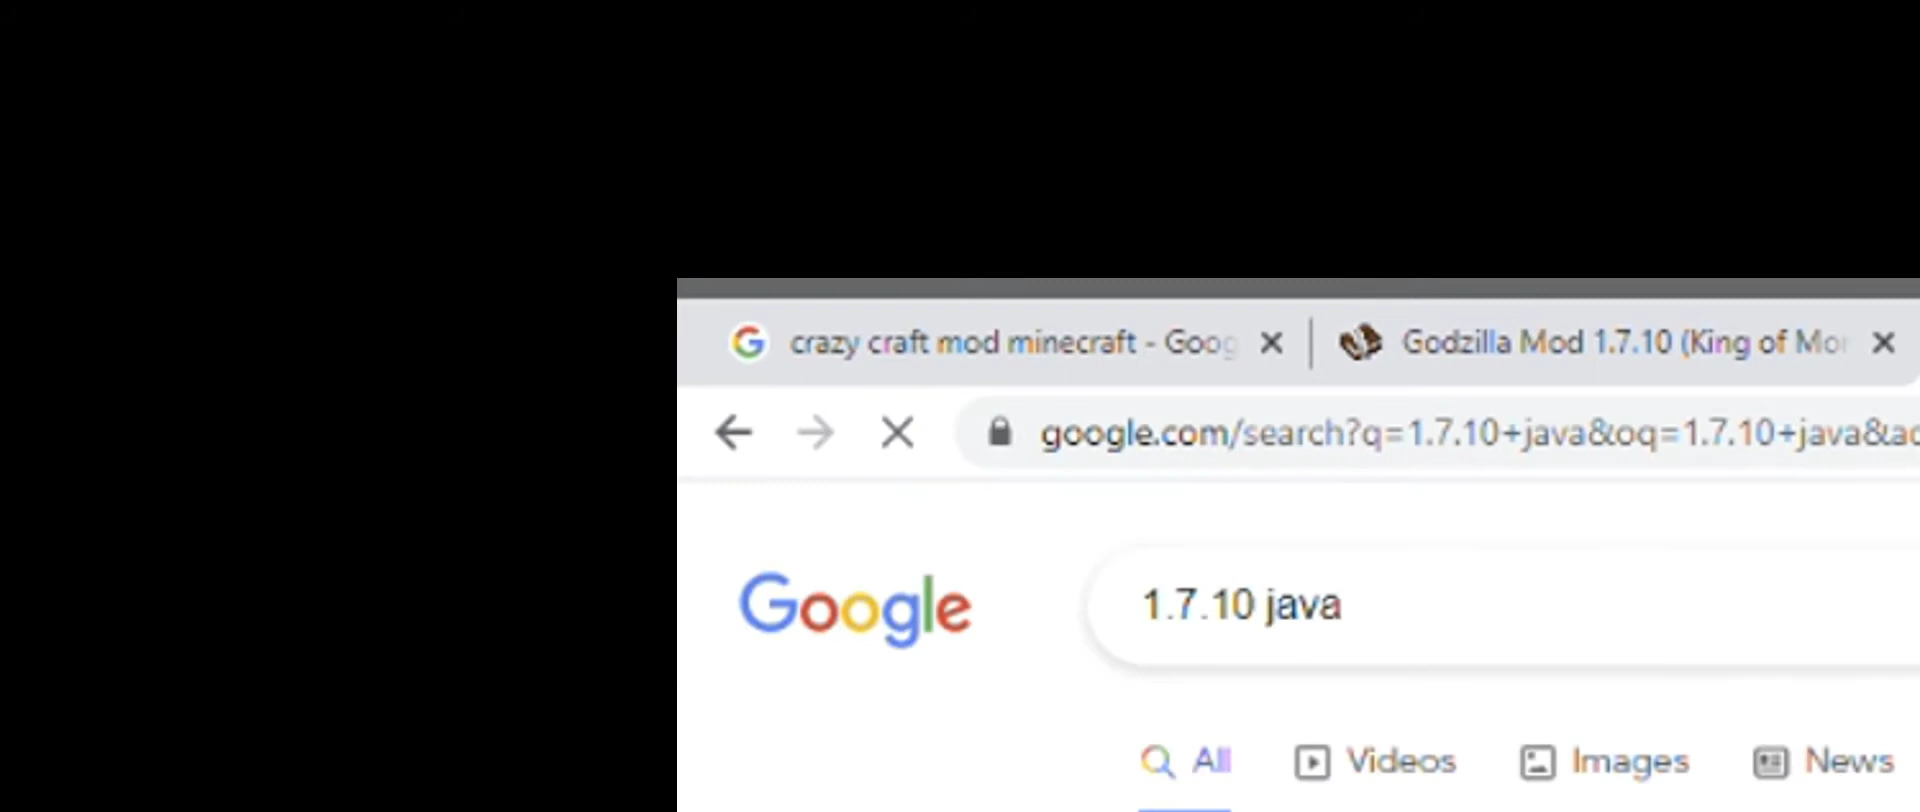 crazy craft mod minecraft - Goog
Godzilla Mod 1.7.10 (King of Mo
google.com/search?q=1.7.10+java&oq=1.7.10+java&a
Google
1.7.10 java
All
Videos
Images
News